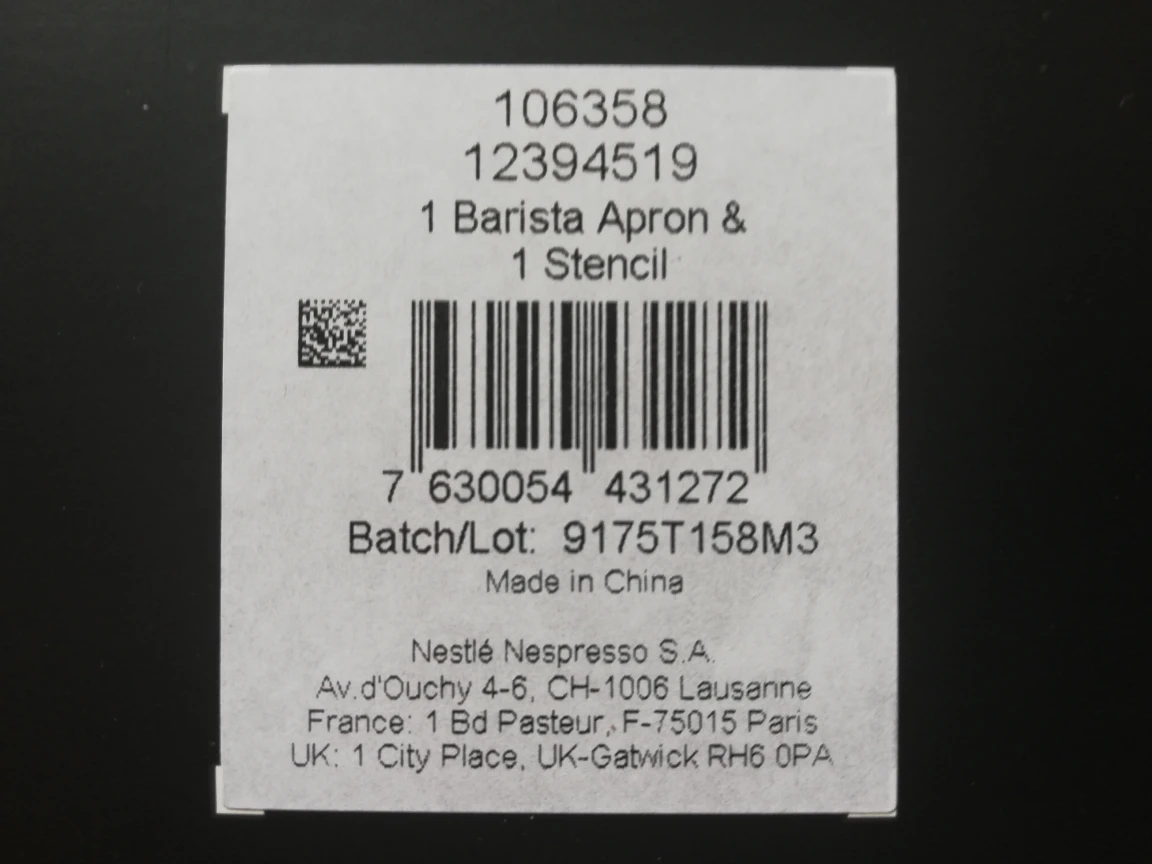 106358
12394519
1 Barista Apron &
1 Stencil
7 630054 431272
Batch/Lot: 9175T158M3
Made in China
Nestlé Nespresso S.A.
Av.d'Ouchy 4-6, CH-1006 Lausanne
France: 1 Bd Pasteur, F-75015 Paris
UK: 1 City Place, UK-Gatwick RH6 0PA